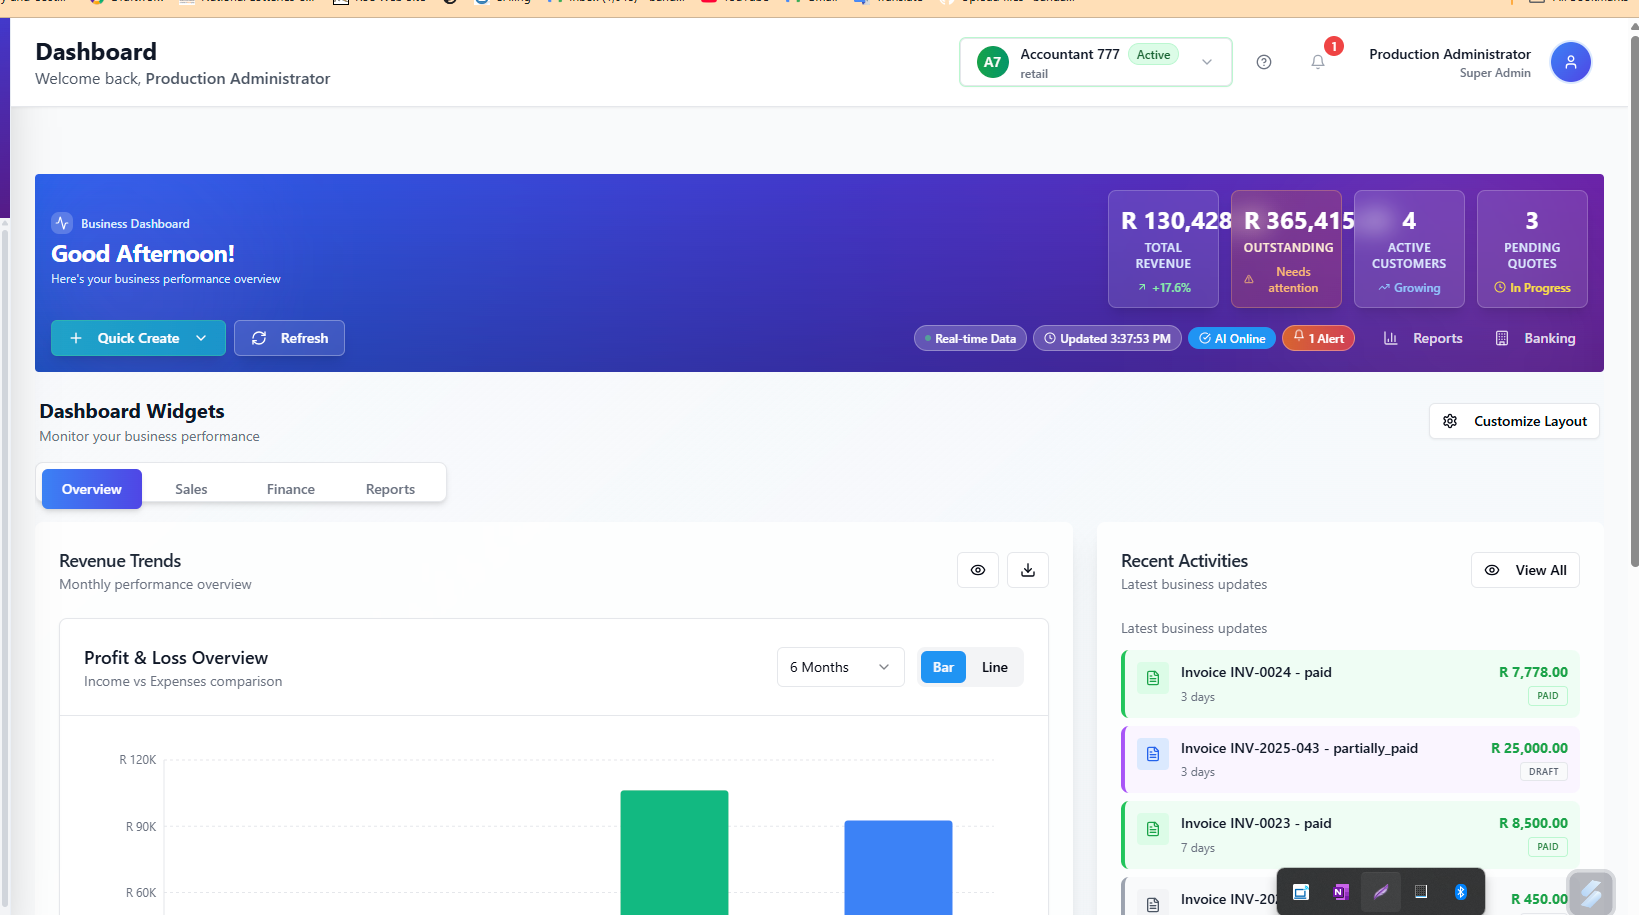 Dashboard
Welcome back, Production Administrator
A7
Accountant 777
Active
retail
1
Production Administrator
Super Admin
Business Dashboard
Good Afternoon!
Here's your business performance overview
R 130,428
TOTAL
REVENUE
+17.6%
R 365,415
OUTSTANDING
Needs
attention
4
ACTIVE
CUSTOMERS
Growing
3
PENDING
QUOTES
In Progress
Quick Create
Refresh
Real-time Data
Updated 3:37:53 PM
AI Online
1 Alert
Reports
Banking
Dashboard Widgets
Monitor your business performance
Customize Layout
Overview
Sales
Finance
Reports
Revenue Trends
Monthly performance overview
Profit & Loss Overview
Income vs Expenses comparison
6 Months
Bar
Line
R 120K
R 90K
R 60K
Recent Activities
Latest business updates
View All
Latest business updates
Invoice INV-0024 - paid
R 7,778.00
3 days
PAID
Invoice INV-2025-043 - partially_paid
R 25,000.00
3 days
DRAFT
Invoice INV-0023 - paid
R 8,500.00
7 days
PAID
Invoice INV-20
R 450.00
N